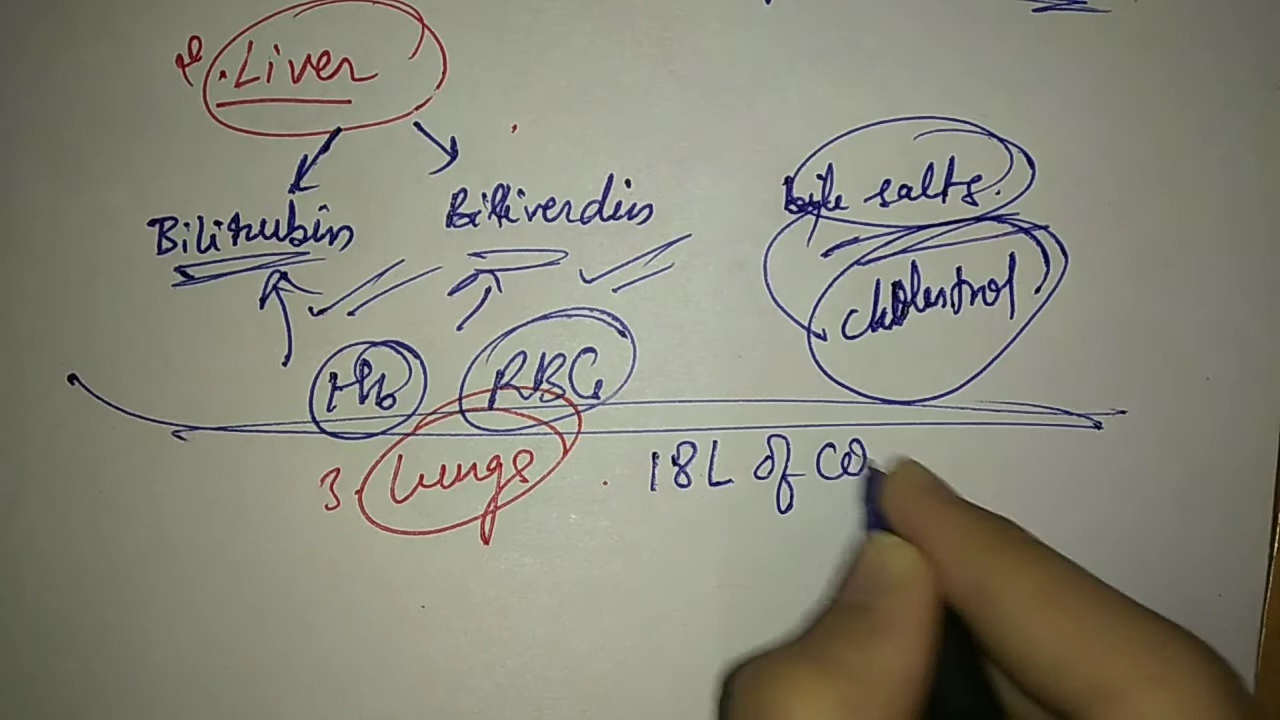 2. Liver
Bilirubin Biliverdin
bile salts.
cholestrol
Hb RBC
3. Lungs . 18L of CO